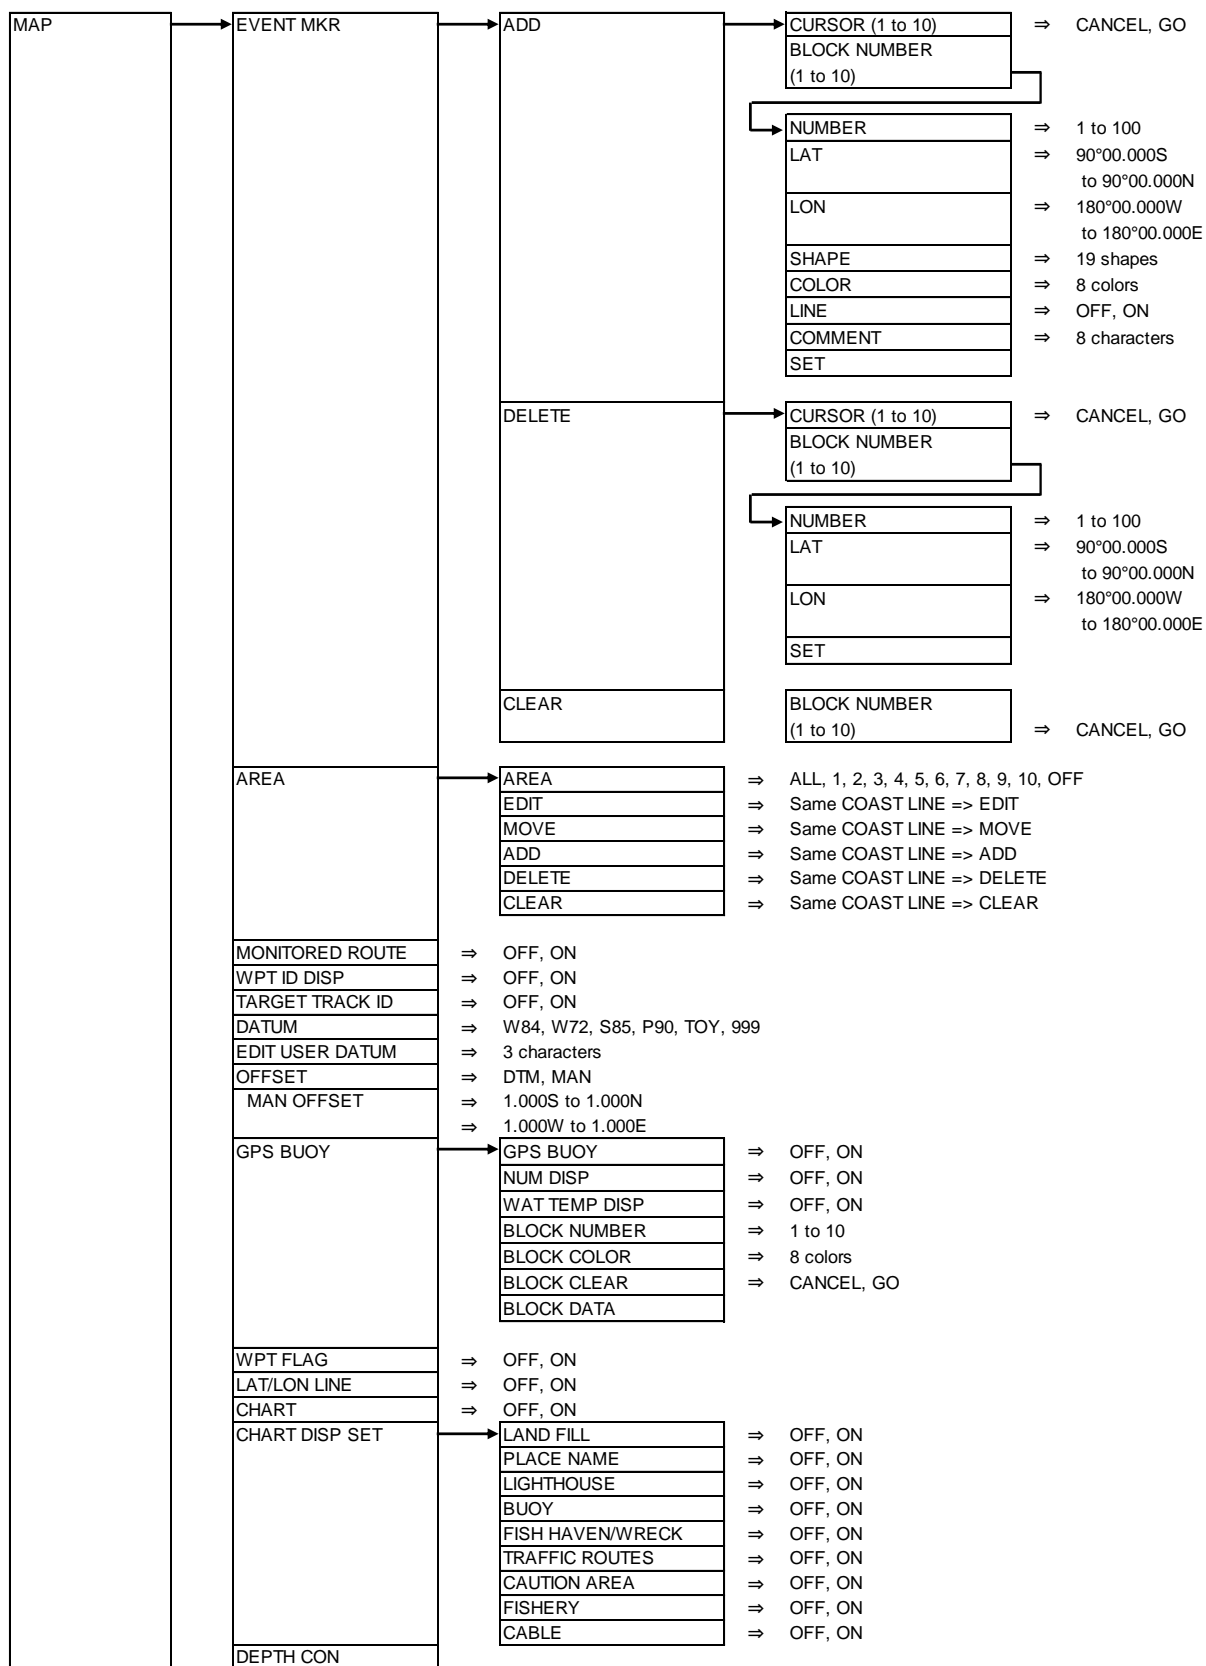 MAP EVENT MKR ADD CURSOR (1 to 10) ⇒ CANCEL, GO
BLOCK NUMBER
(1 to 10)
NUMBER ⇒ 1 to 100
LAT ⇒ 90°00.000S
to 90°00.000N
LON ⇒ 180°00.000W
to 180°00.000E
SHAPE ⇒ 19 shapes
COLOR ⇒ 8 colors
LINE ⇒ OFF, ON
COMMENT ⇒ 8 characters
SET
DELETE CURSOR (1 to 10) ⇒ CANCEL, GO
BLOCK NUMBER
(1 to 10)
NUMBER ⇒ 1 to 100
LAT ⇒ 90°00.000S
to 90°00.000N
LON ⇒ 180°00.000W
to 180°00.000E
SET
CLEAR BLOCK NUMBER
(1 to 10) ⇒ CANCEL, GO
AREA AREA ⇒ ALL, 1, 2, 3, 4, 5, 6, 7, 8, 9, 10, OFF
EDIT ⇒ Same COAST LINE => EDIT
MOVE ⇒ Same COAST LINE => MOVE
ADD ⇒ Same COAST LINE => ADD
DELETE ⇒ Same COAST LINE => DELETE
CLEAR ⇒ Same COAST LINE => CLEAR
MONITORED ROUTE ⇒ OFF, ON
WPT ID DISP ⇒ OFF, ON
TARGET TRACK ID ⇒ OFF, ON
DATUM ⇒ W84, W72, S85, P90, TOY, 999
EDIT USER DATUM ⇒ 3 characters
OFFSET ⇒ DTM, MAN
MAN OFFSET ⇒ 1.000S to 1.000N
⇒ 1.000W to 1.000E
GPS BUOY GPS BUOY ⇒ OFF, ON
NUM DISP ⇒ OFF, ON
WAT TEMP DISP ⇒ OFF, ON
BLOCK NUMBER ⇒ 1 to 10
BLOCK COLOR ⇒ 8 colors
BLOCK CLEAR ⇒ CANCEL, GO
BLOCK DATA
WPT FLAG ⇒ OFF, ON
LAT/LON LINE ⇒ OFF, ON
CHART ⇒ OFF, ON
CHART DISP SET LAND FILL ⇒ OFF, ON
PLACE NAME ⇒ OFF, ON
LIGHTHOUSE ⇒ OFF, ON
BUOY ⇒ OFF, ON
FISH HAVEN/WRECK ⇒ OFF, ON
TRAFFIC ROUTES ⇒ OFF, ON
CAUTION AREA ⇒ OFF, ON
FISHERY ⇒ OFF, ON
CABLE ⇒ OFF, ON
DEPTH CON